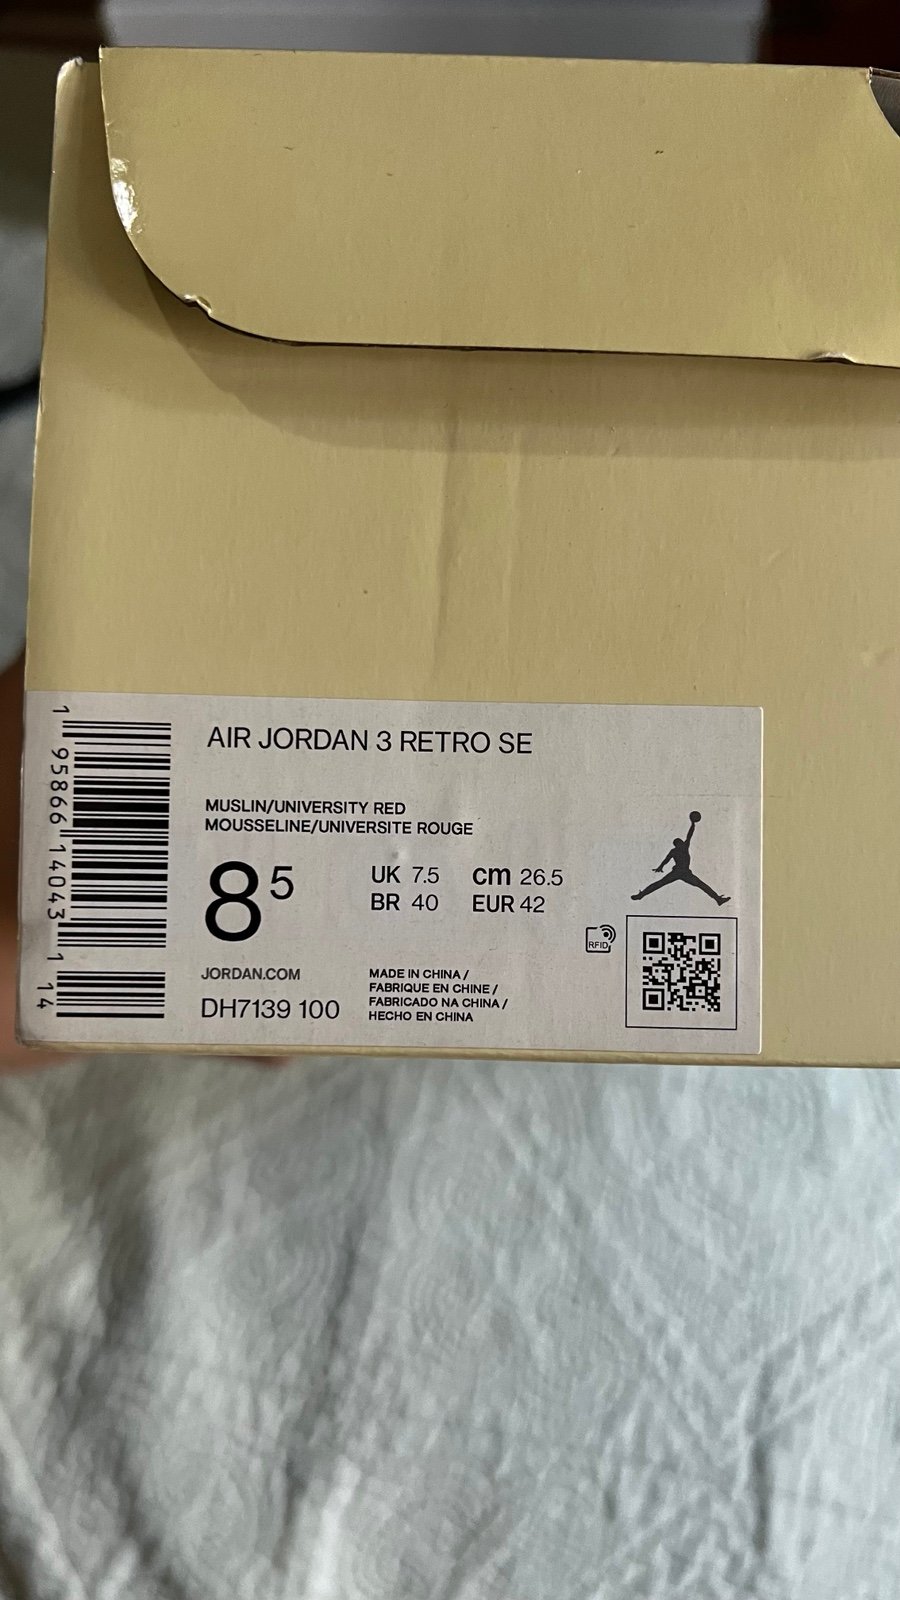 AIR JORDAN 3 RETRO SE
MUSLIN/UNIVERSITY RED
MOUSSELINE/UNIVERSITE ROUGE
8 5
UK 7.5 cm 26.5
BR 40 EUR 42
RFID
JORDAN.COM
DH7139 100
MADE IN CHINA /
FABRIQUE EN CHINE /
FABRICADO NA CHINA /
HECHO EN CHINA
1 95866 14043 1 14